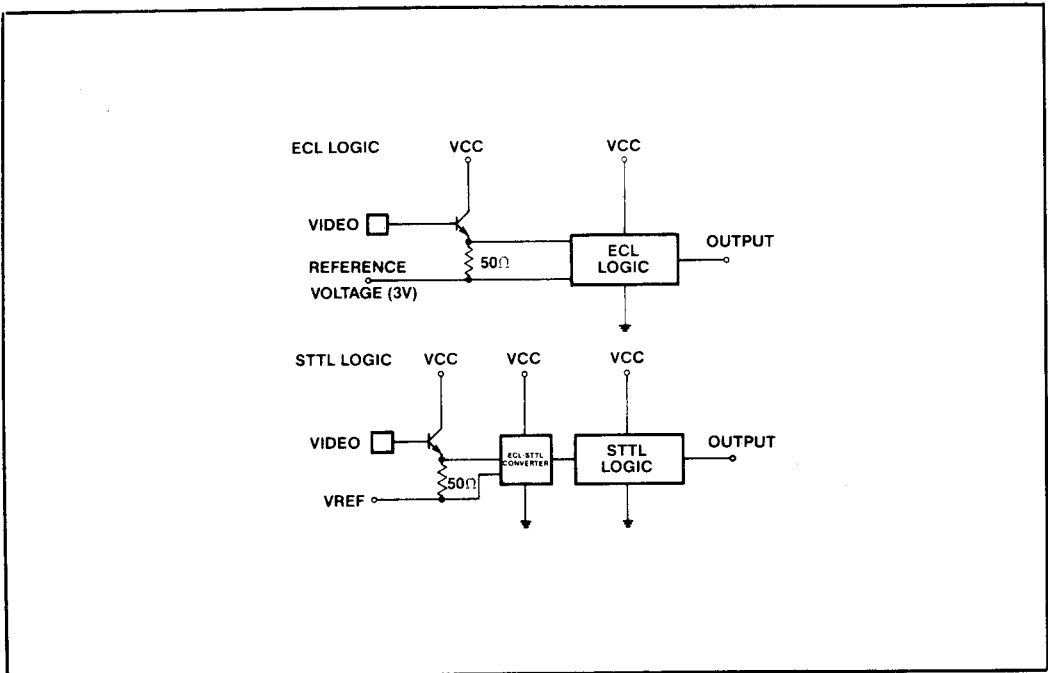 ECL LOGIC VCC VCC
VIDEO
OUTPUT
ECL
LOGIC
50Ω
REFERENCE
VOLTAGE (3V)
STTL LOGIC VCC VCC VCC
VIDEO
OUTPUT
ECL-STTL
CONVERTER
STTL
LOGIC
50Ω
VREF